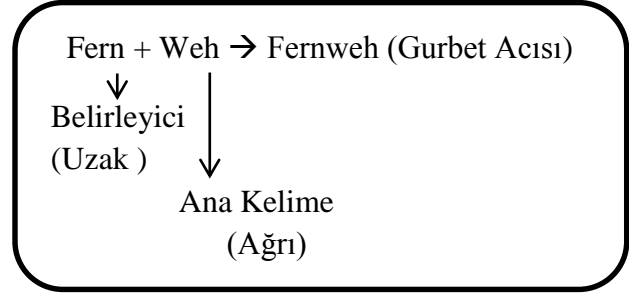 Fern + Weh → Fernweh (Gurbet Acısı)
Belirleyici
(Uzak )
Ana Kelime
(Ağrı)